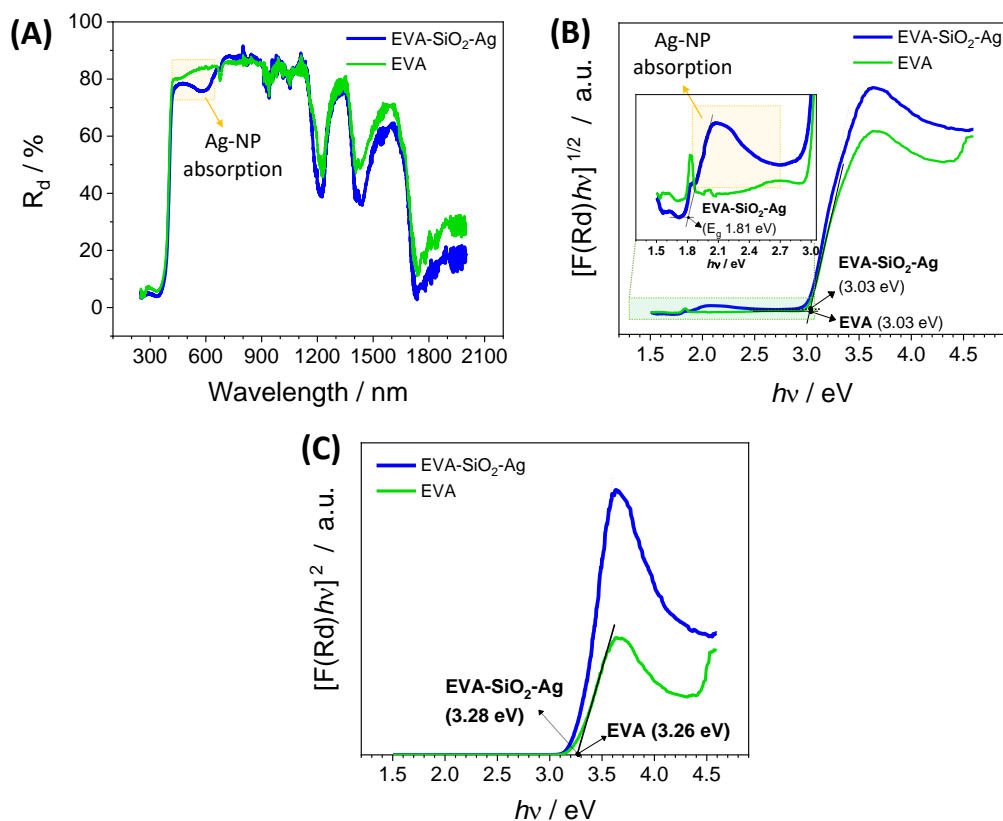 (A)
EVA-SiO₂-Ag
EVA
Ag-NP
absorption
R_d / %
100
80
60
40
20
0
300 600 900 1200 1500 1800 2100
Wavelength / nm
(B)
Ag-NP
absorption
EVA-SiO₂-Ag
EVA
EVA-SiO₂-Ag
(E_g 1.81 eV)
1.5 1.8 2.1 2.4 2.7 3.0
hν / eV
EVA-SiO₂-Ag
(3.03 eV)
EVA (3.03 eV)
[F(Rd)hν]^1/2 / a.u.
1.5 2.0 2.5 3.0 3.5 4.0 4.5
hν / eV
(C)
EVA-SiO₂-Ag
EVA
[F(Rd)hν]² / a.u.
EVA-SiO₂-Ag
(3.28 eV)
EVA (3.26 eV)
1.5 2.0 2.5 3.0 3.5 4.0 4.5
hν / eV